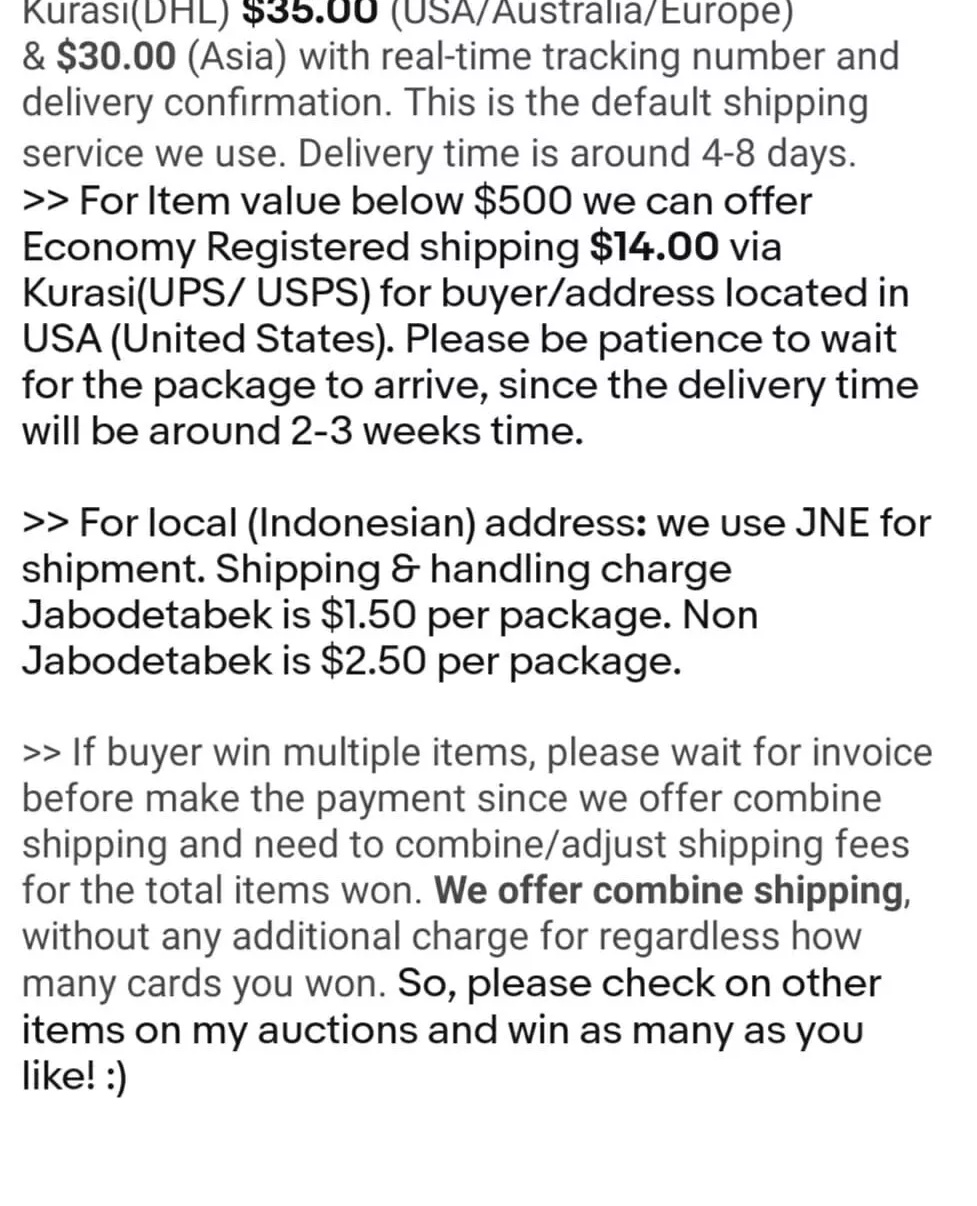 Kurasi(DHL) $35.00 (USA/Australia/Europe)
& $30.00 (Asia) with real-time tracking number and
delivery confirmation. This is the default shipping
service we use. Delivery time is around 4-8 days.
>> For Item value below $500 we can offer
Economy Registered shipping $14.00 via
Kurasi(UPS/ USPS) for buyer/address located in
USA (United States). Please be patience to wait
for the package to arrive, since the delivery time
will be around 2-3 weeks time.
>> For local (Indonesian) address: we use JNE for
shipment. Shipping & handling charge
Jabodetabek is $1.50 per package. Non
Jabodetabek is $2.50 per package.
>> If buyer win multiple items, please wait for invoice
before make the payment since we offer combine
shipping and need to combine/adjust shipping fees
for the total items won. We offer combine shipping,
without any additional charge for regardless how
many cards you won. So, please check on other
items on my auctions and win as many as you
like! :)